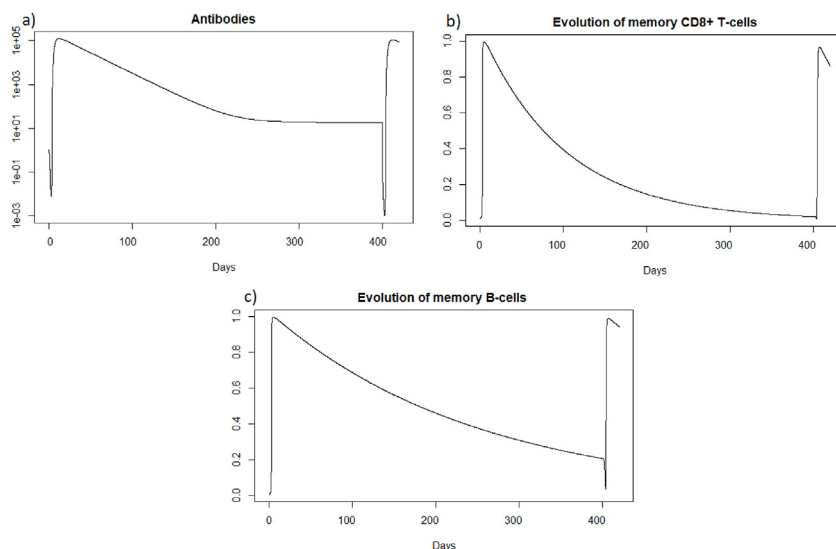 a)
Antibodies
1e+05
1e+03
1e+01
1e-01
1e-03
0 100 200 300 400
Days
b)
Evolution of memory CD8+ T-cells
1.0
0.8
0.6
0.4
0.2
0.0
0 100 200 300 400
Days
c)
Evolution of memory B-cells
1.0
0.8
0.6
0.4
0.2
0.0
0 100 200 300 400
Days